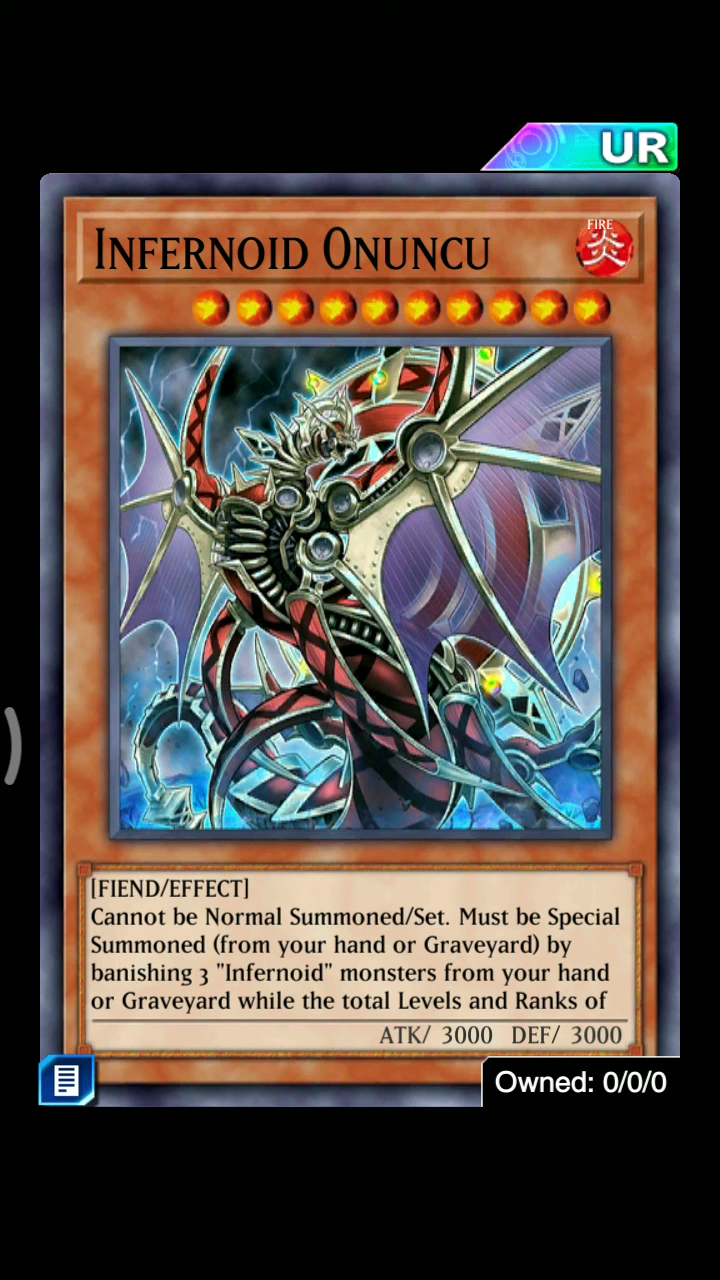 UR
Infernoid Onuncu
FIRE
炎
[FIEND/EFFECT]
Cannot be Normal Summoned/Set. Must be Special
Summoned (from your hand or Graveyard) by
banishing 3 "Infernoid" monsters from your hand
or Graveyard while the total Levels and Ranks of
ATK/ 3000 DEF/ 3000
Owned: 0/0/0